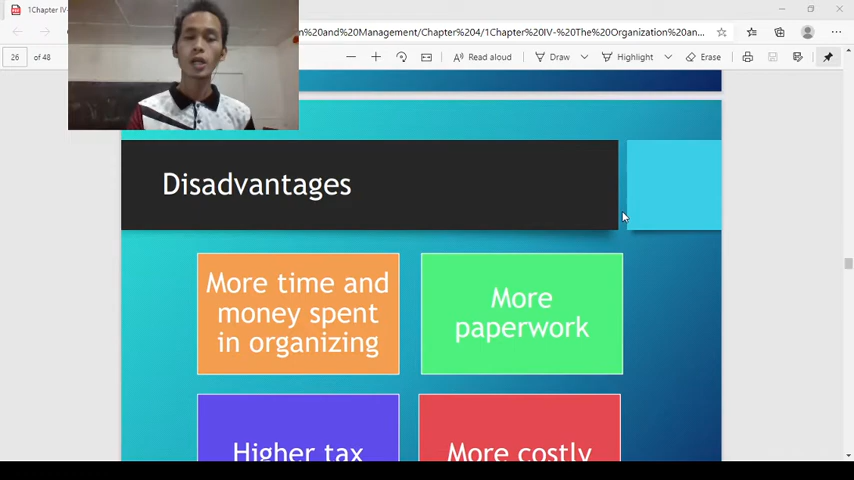 1Chapter IV-
n%20and%20Management/Chapter%204/1Chapter%20IV-%20The%20Organization%20an...
26 of 48
Read aloud
Draw
Highlight
Erase
Disadvantages
More time and
money spent
in organizing
More
paperwork
Higher tax
More costly